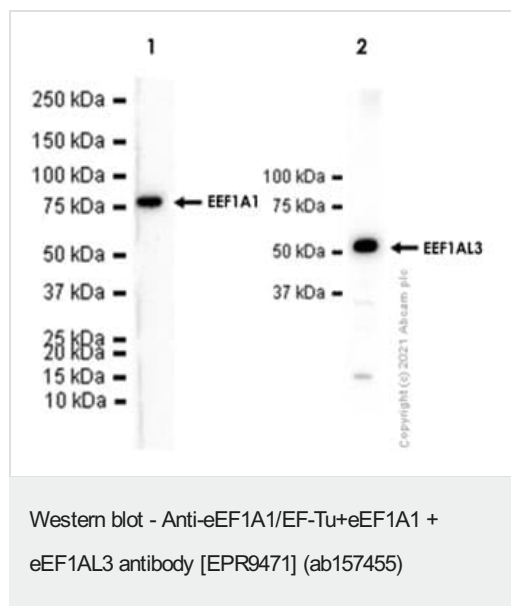 1 2
250 kDa
150 kDa
100 kDa 100 kDa
75 kDa EEF1A1 75 kDa
50 kDa 50 kDa EEF1AL3
37 kDa 37 kDa
25 kDa
20 kDa
15 kDa
10 kDa
Copyright (c) 2021 Abcam plc
Western blot - Anti-eEF1A1/EF-Tu+eEF1A1 +
eEF1AL3 antibody [EPR9471] (ab157455)